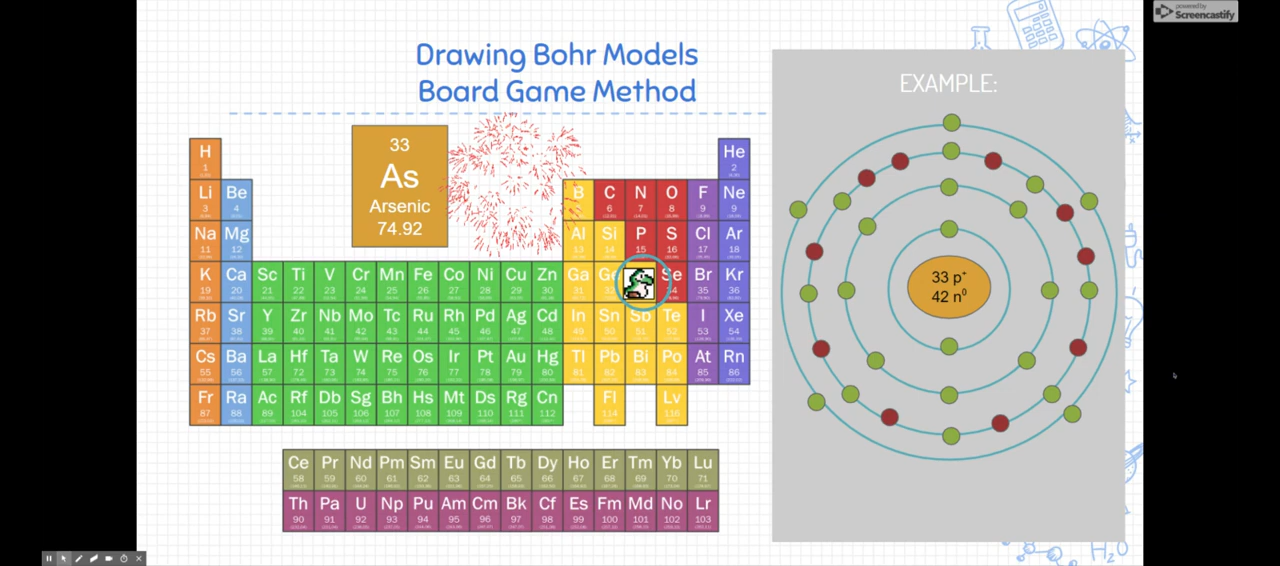 powered by
Screencastify
Drawing Bohr Models
Board Game Method
EXAMPLE:
33
As
Arsenic
74.92
H
1
He
2
Li Be B C N O F Ne
3 4 6 7 8 9 9
Na Mg Al Si P S Cl Ar
11 12 13 14 15 16 17 18
K Ca Sc Ti V Cr Mn Fe Co Ni Cu Zn Ga Ge Se Br Kr
19 20 21 22 23 24 25 26 27 28 29 30 31 32 34 35 36
Rb Sr Y Zr Nb Mo Tc Ru Rh Pd Ag Cd In Sn Sb Te I Xe
37 38 39 40 41 42 43 44 45 46 47 48 49 50 51 52 53 54
Cs Ba La Hf Ta W Re Os Ir Pt Au Hg Tl Pb Bi Po At Rn
55 56 57 72 73 74 75 76 77 78 79 80 81 82 83 84 85 86
Fr Ra Ac Rf Db Sg Bh Hs Mt Ds Rg Cn Fl Lv
87 88 89 104 105 106 107 108 109 110 111 112 114 116
Ce Pr Nd Pm Sm Eu Gd Tb Dy Ho Er Tm Yb Lu
58 59 60 61 62 63 64 65 66 67 68 69 70 71
Th Pa U Np Pu Am Cm Bk Cf Es Fm Md No Lr
90 91 92 93 94 95 96 97 98 99 100 101 102 103
33 p⁺
42 n⁰
H₂O